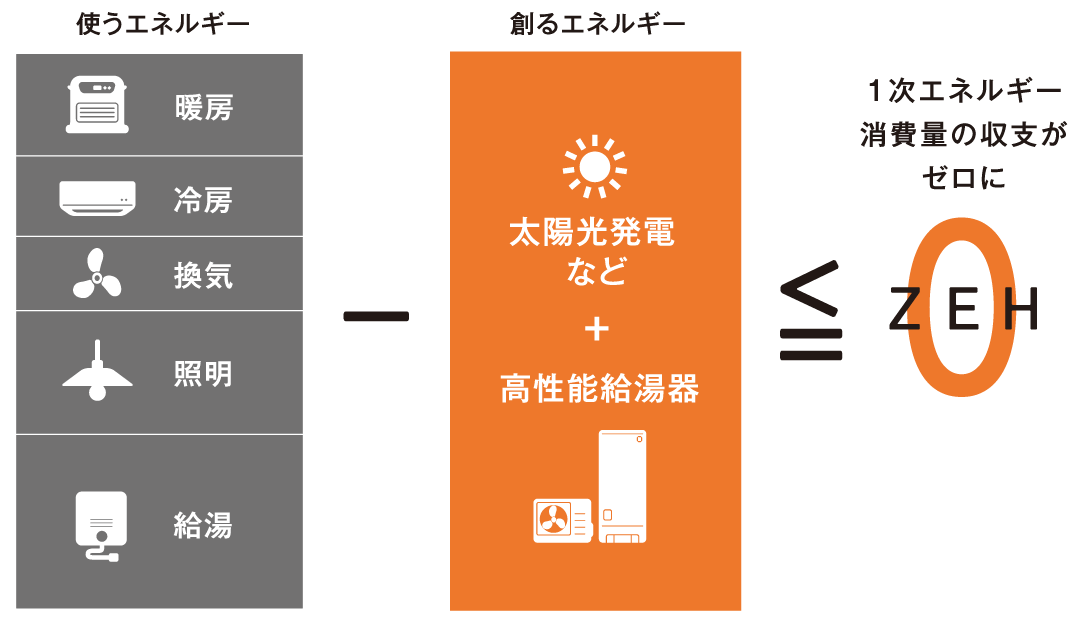 使うエネルギー
暖房
冷房
換気
照明
給湯
ー
創るエネルギー
太陽光発電
など
+
高性能給湯器
≦
1次エネルギー
消費量の収支が
ゼロに
0
ZEH